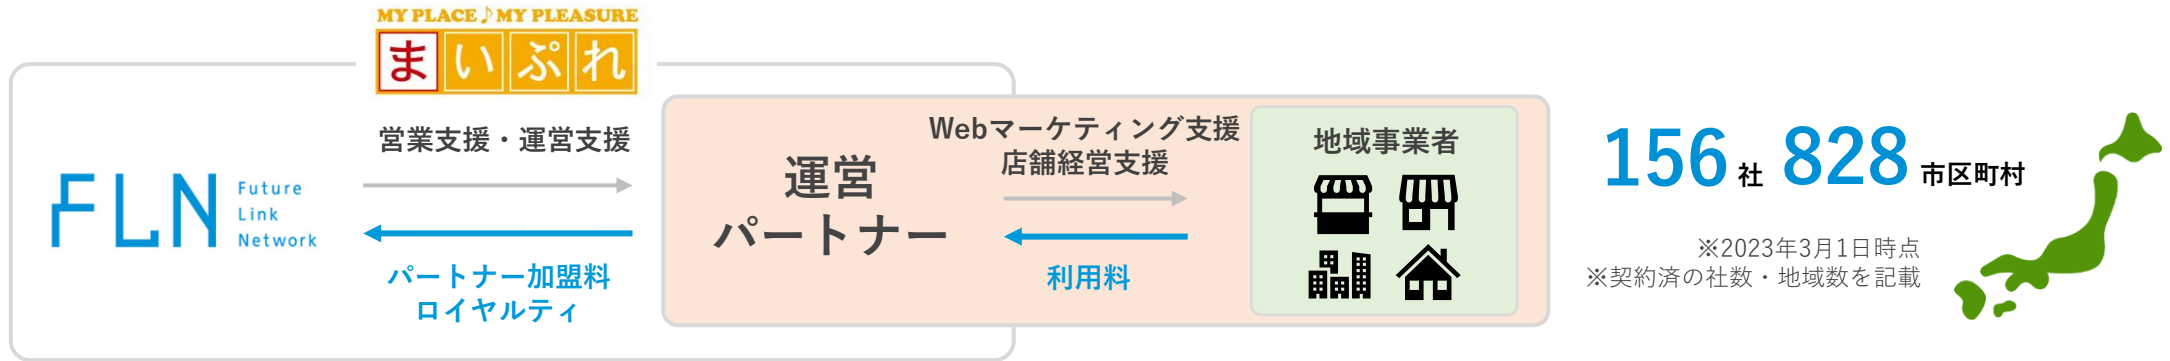 MY PLACE♪MY PLEASURE
まいぷれ
営業支援・運営支援
FLN
Future
Link
Network
パートナー加盟料
ロイヤルティ
運営
パートナー
Webマーケティング支援
店舗経営支援
利用料
地域事業者
156社 828市区町村
※2023年3月1日時点
※契約済の社数・地域数を記載